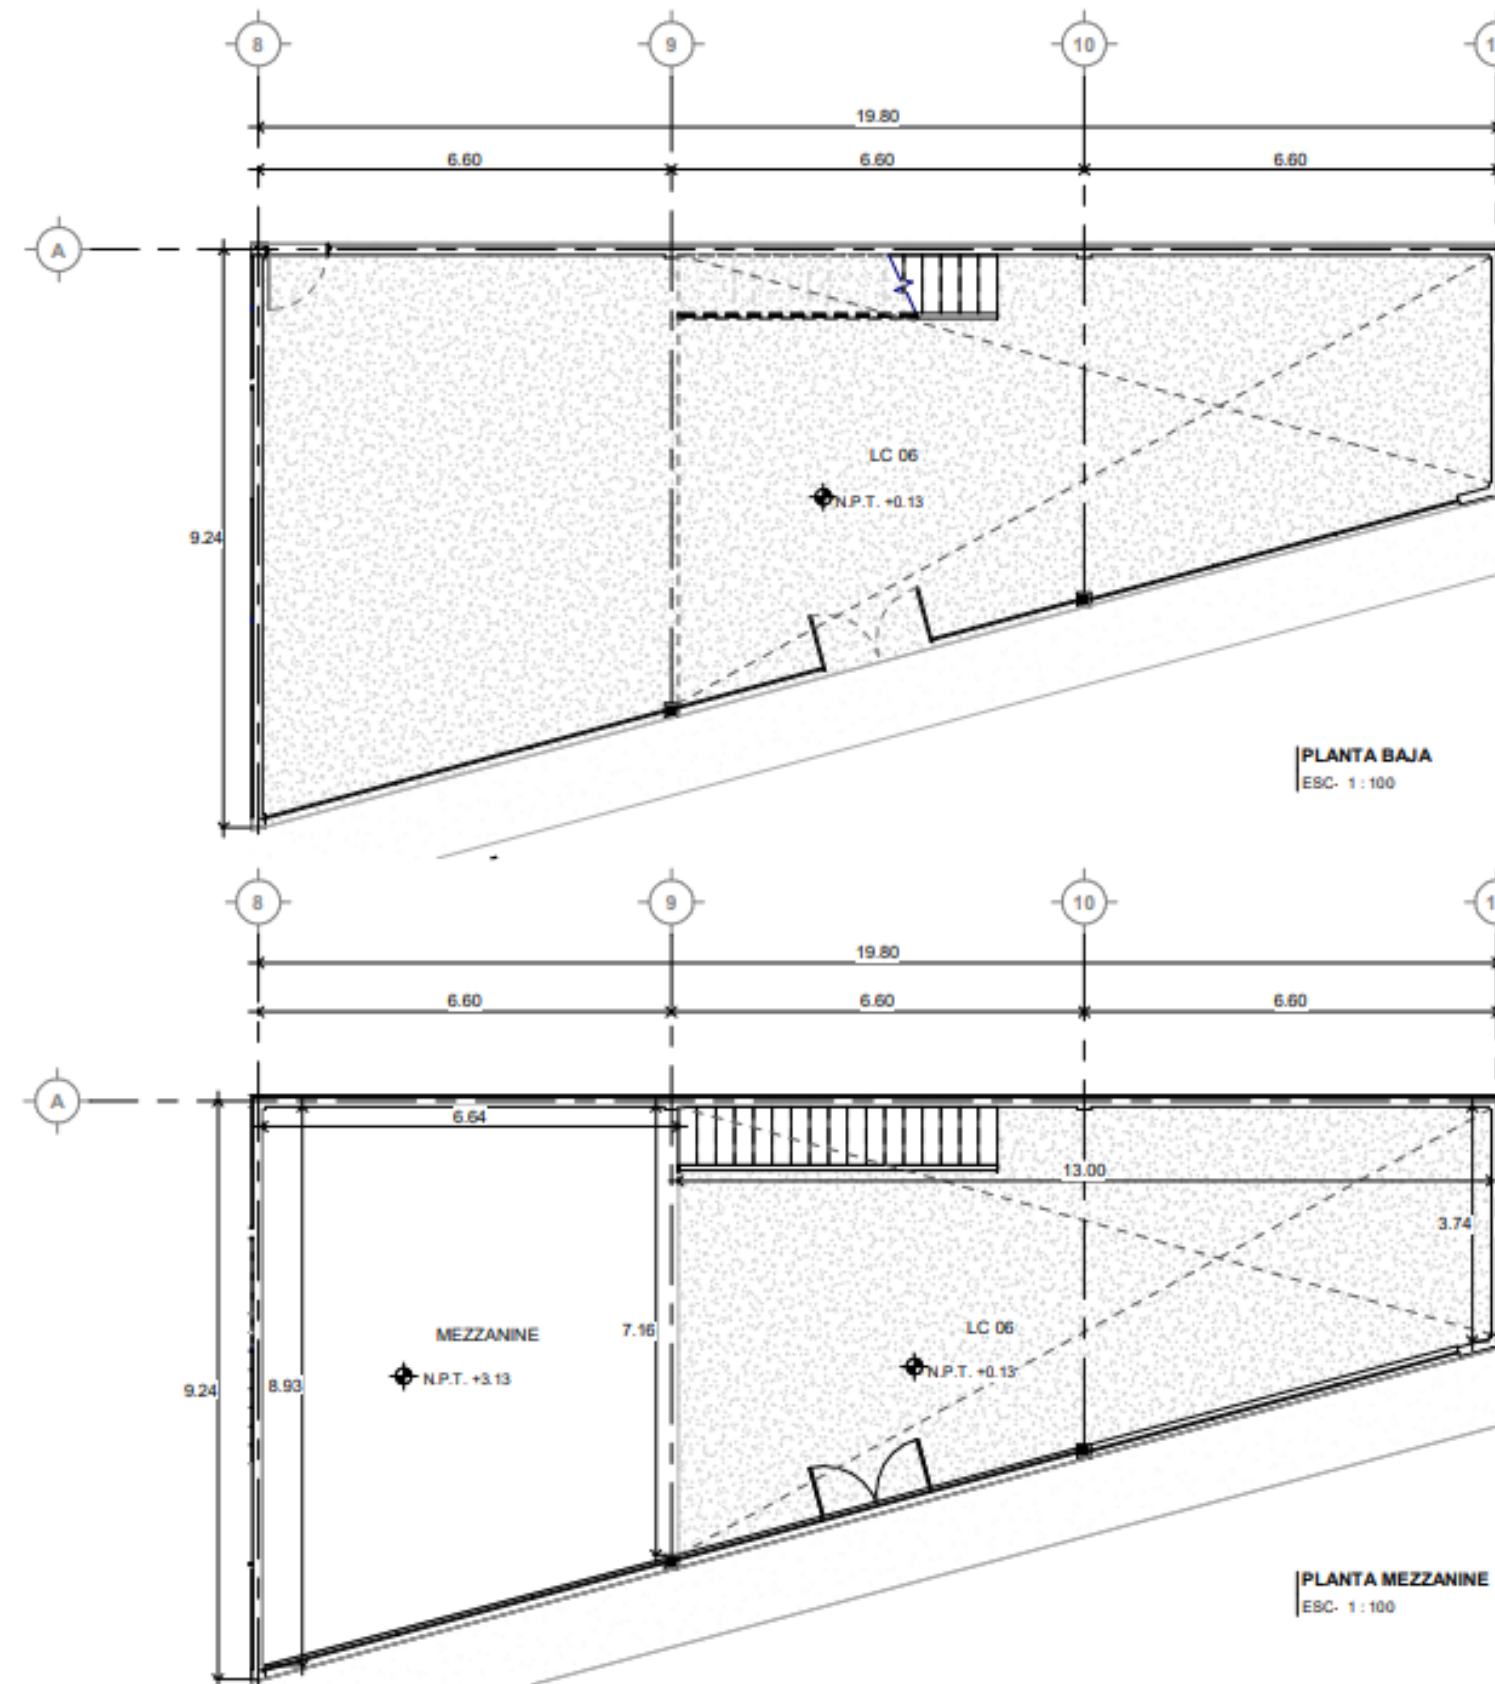 8 9 10 1
19.80
6.60 6.60 6.60
A
LC 06
N.P.T. +0.13
9.24
PLANTA BAJA
ESC- 1 : 100
8 9 10 1
19.80
6.60 6.60 6.60
A
6.64
13.00
3.74
MEZZANINE
7.16
LC 06
N.P.T. +3.13
N.P.T. +0.13
9.24
8.93
PLANTA MEZZANINE
ESC- 1 : 100